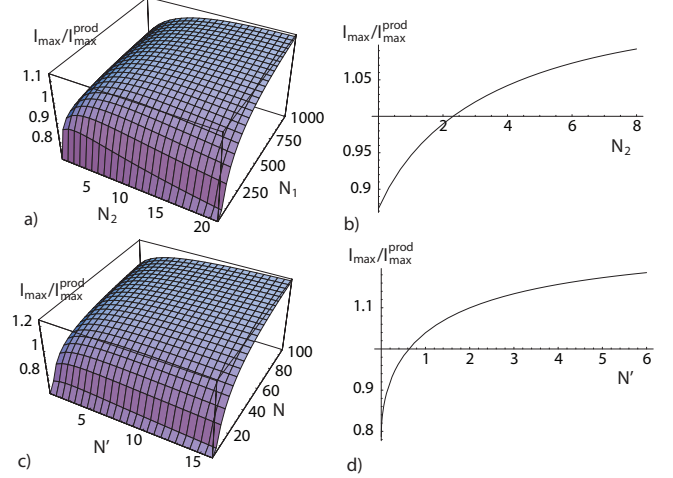 I_max/I_max^prod
1.1
1
0.9
0.8
5
10
15
20
N₂
250
500
750
1000
N₁
a)
I_max/I_max^prod
1.05
0.95
0.9
2
4
6
8
N₂
b)
I_max/I_max^prod
1.2
1
0.8
5
10
15
N′
20
40
60
80
100
N
c)
I_max/I_max^prod
1.1
0.9
0.8
1
2
3
4
5
6
N′
d)